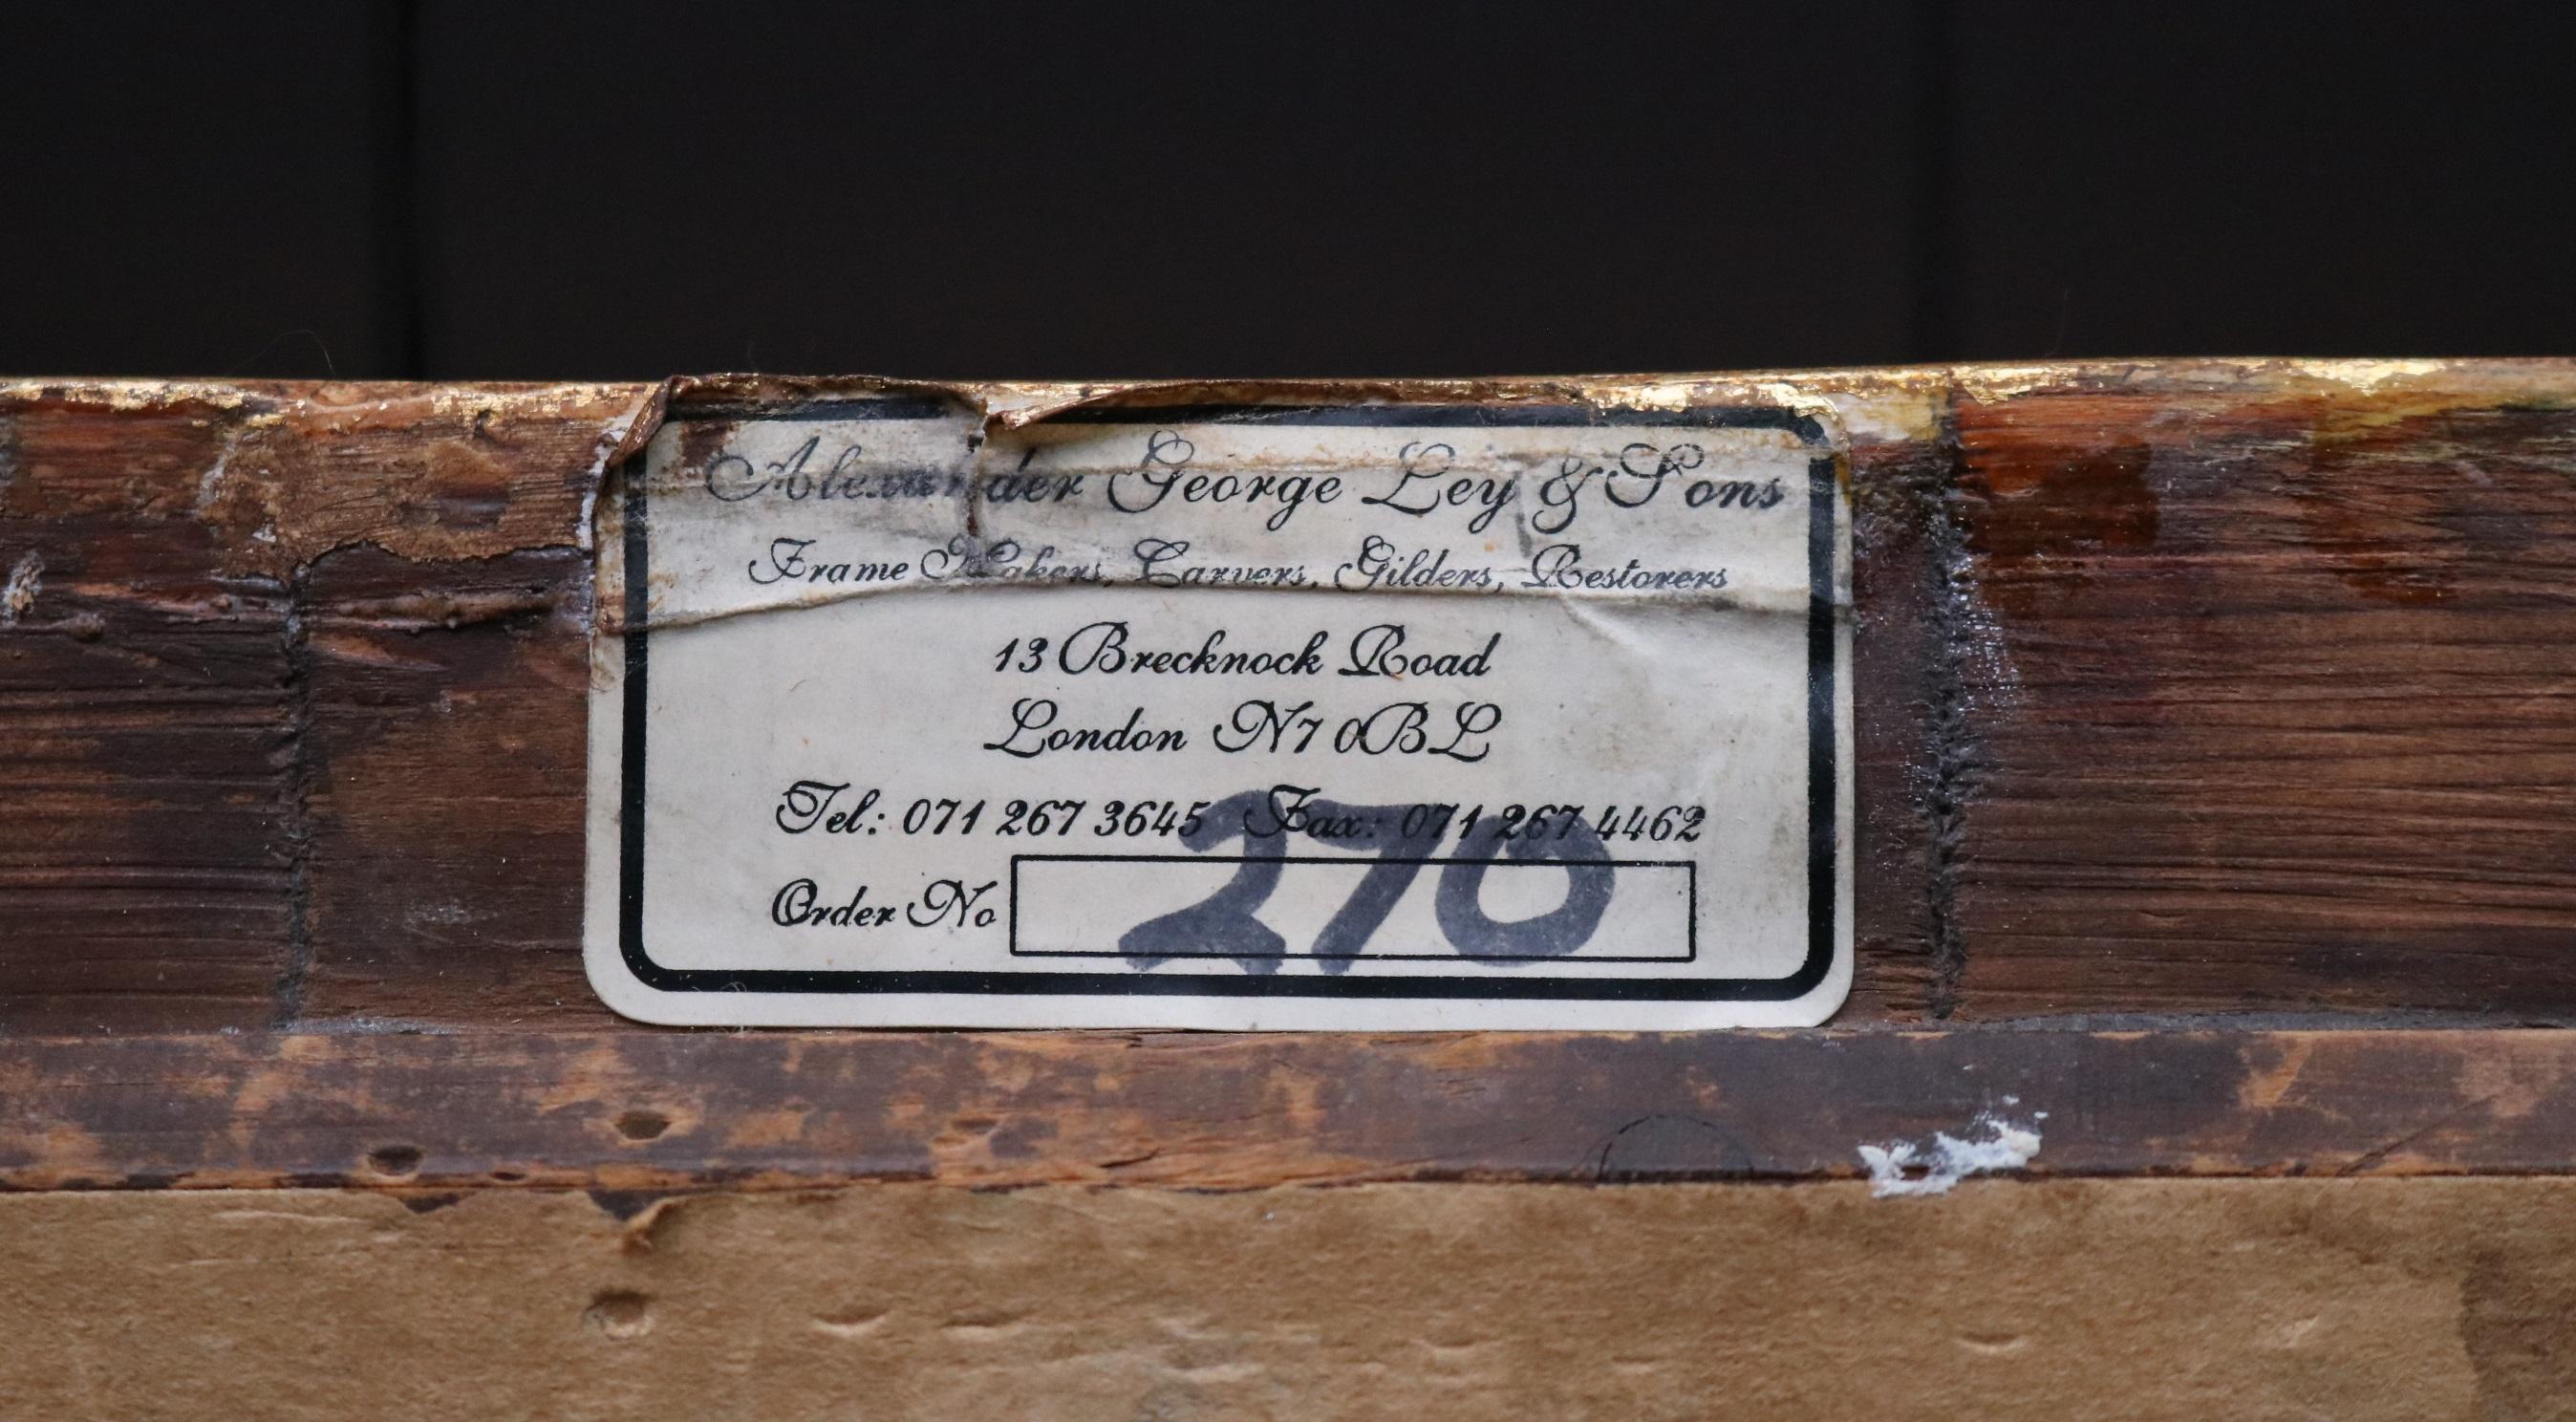 Alexander George Ley & Sons
Frame Makers, Carvers, Gilders, Restorers
13 Brecknock Road
London N7 0BL
Tel: 071 267 3645 Fax: 071 267 4462
Order No 270